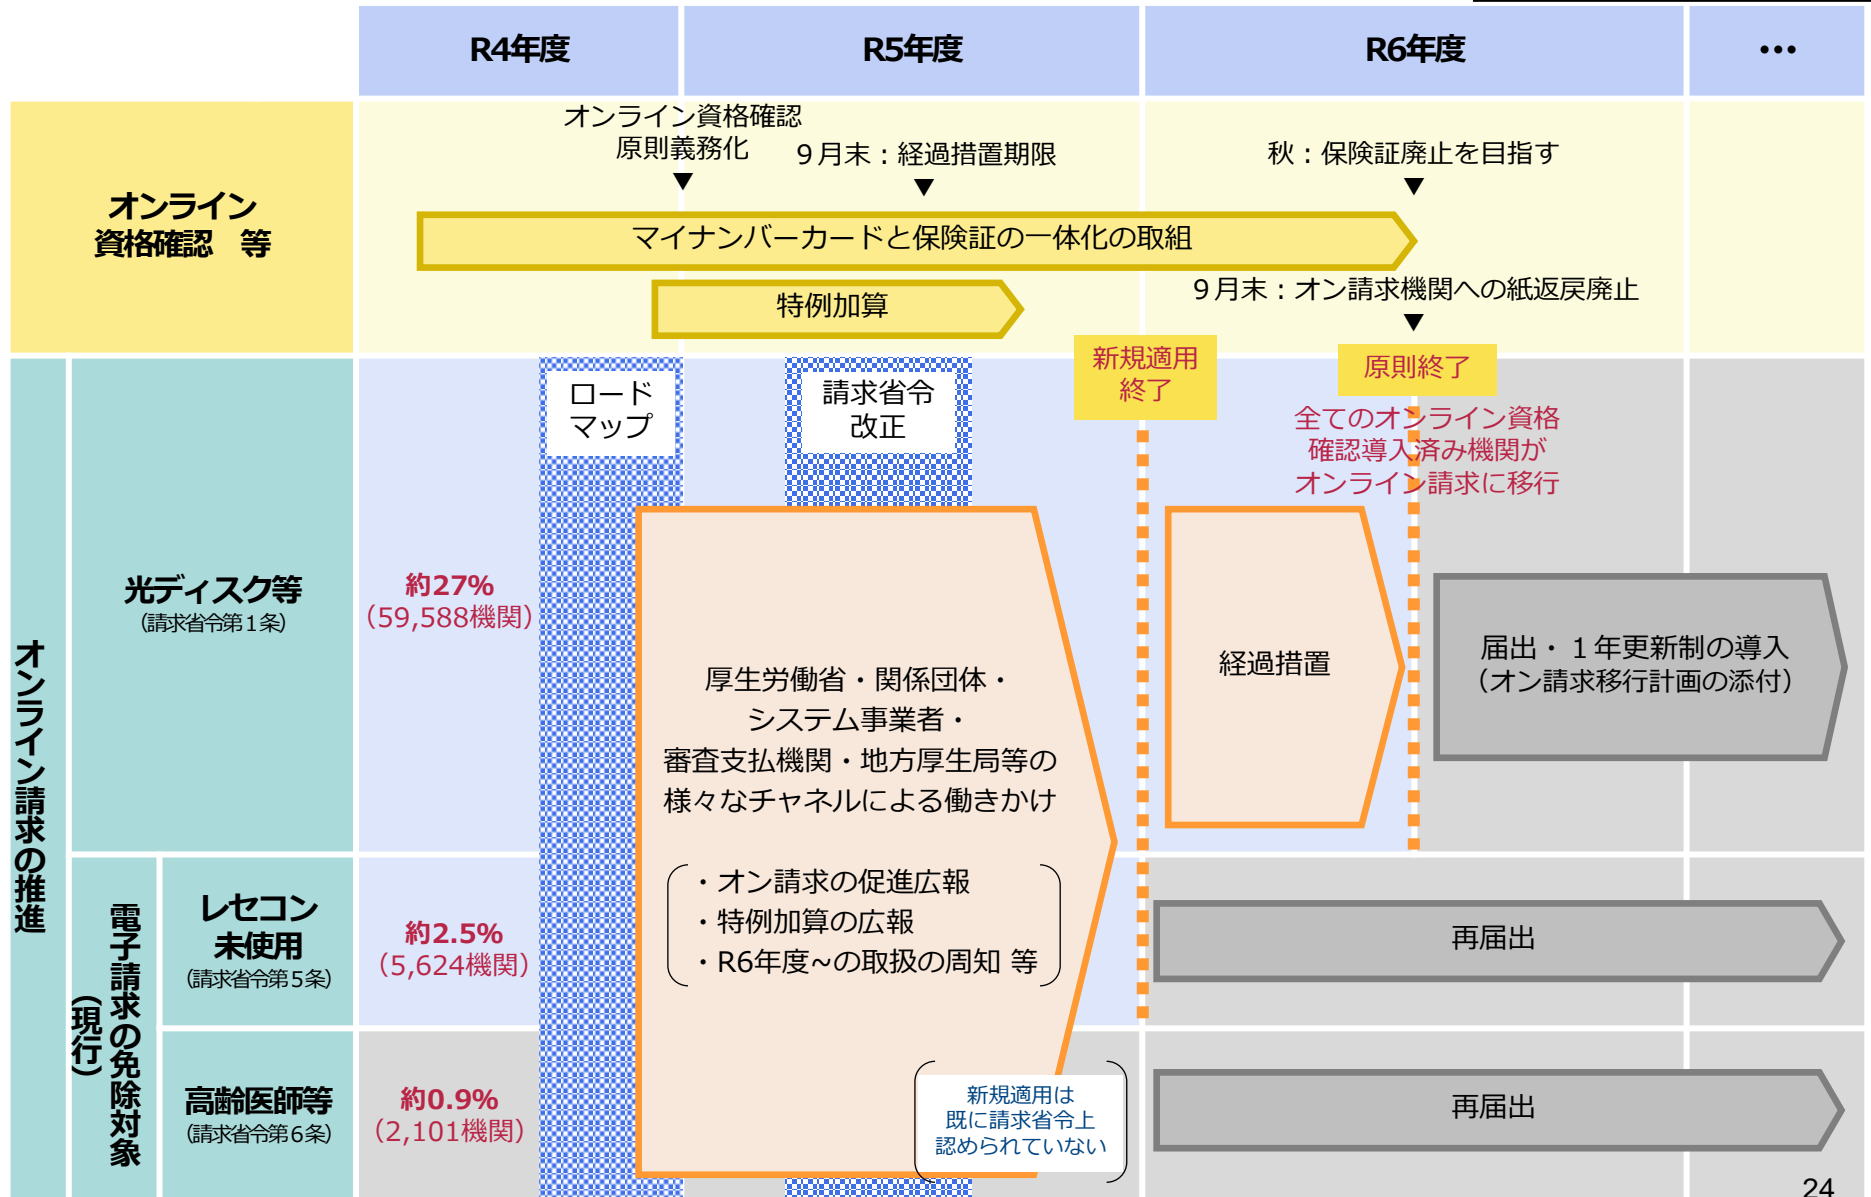 R4年度
R5年度
R6年度
…
オンライン
資格確認　等
オンライン資格確認
原則義務化
９月末：経過措置期限
秋：保険証廃止を目指す
マイナンバーカードと保険証の一体化の取組
特例加算
９月末：オン請求機関への紙返戻廃止
オンライン請求の推進
光ディスク等
（請求省令第１条）
約27%
（59,588機関）
ロード
マップ
請求省令
改正
新規適用
終了
原則終了
全てのオンライン資格
確認導入済み機関が
オンライン請求に移行
厚生労働省・関係団体・
システム事業者・
審査支払機関・地方厚生局等の
様々なチャネルによる働きかけ
・オン請求の促進広報
・特例加算の広報
・R6年度~の取扱の周知 等
経過措置
届出・１年更新制の導入
（オン請求移行計画の添付）
電子請求の免除対象
（現行）
レセコン
未使用
（請求省令第５条）
約2.5%
（5,624機関）
再届出
高齢医師等
（請求省令第６条）
約0.9%
（2,101機関）
新規適用は
既に請求省令上
認められていない
再届出
24